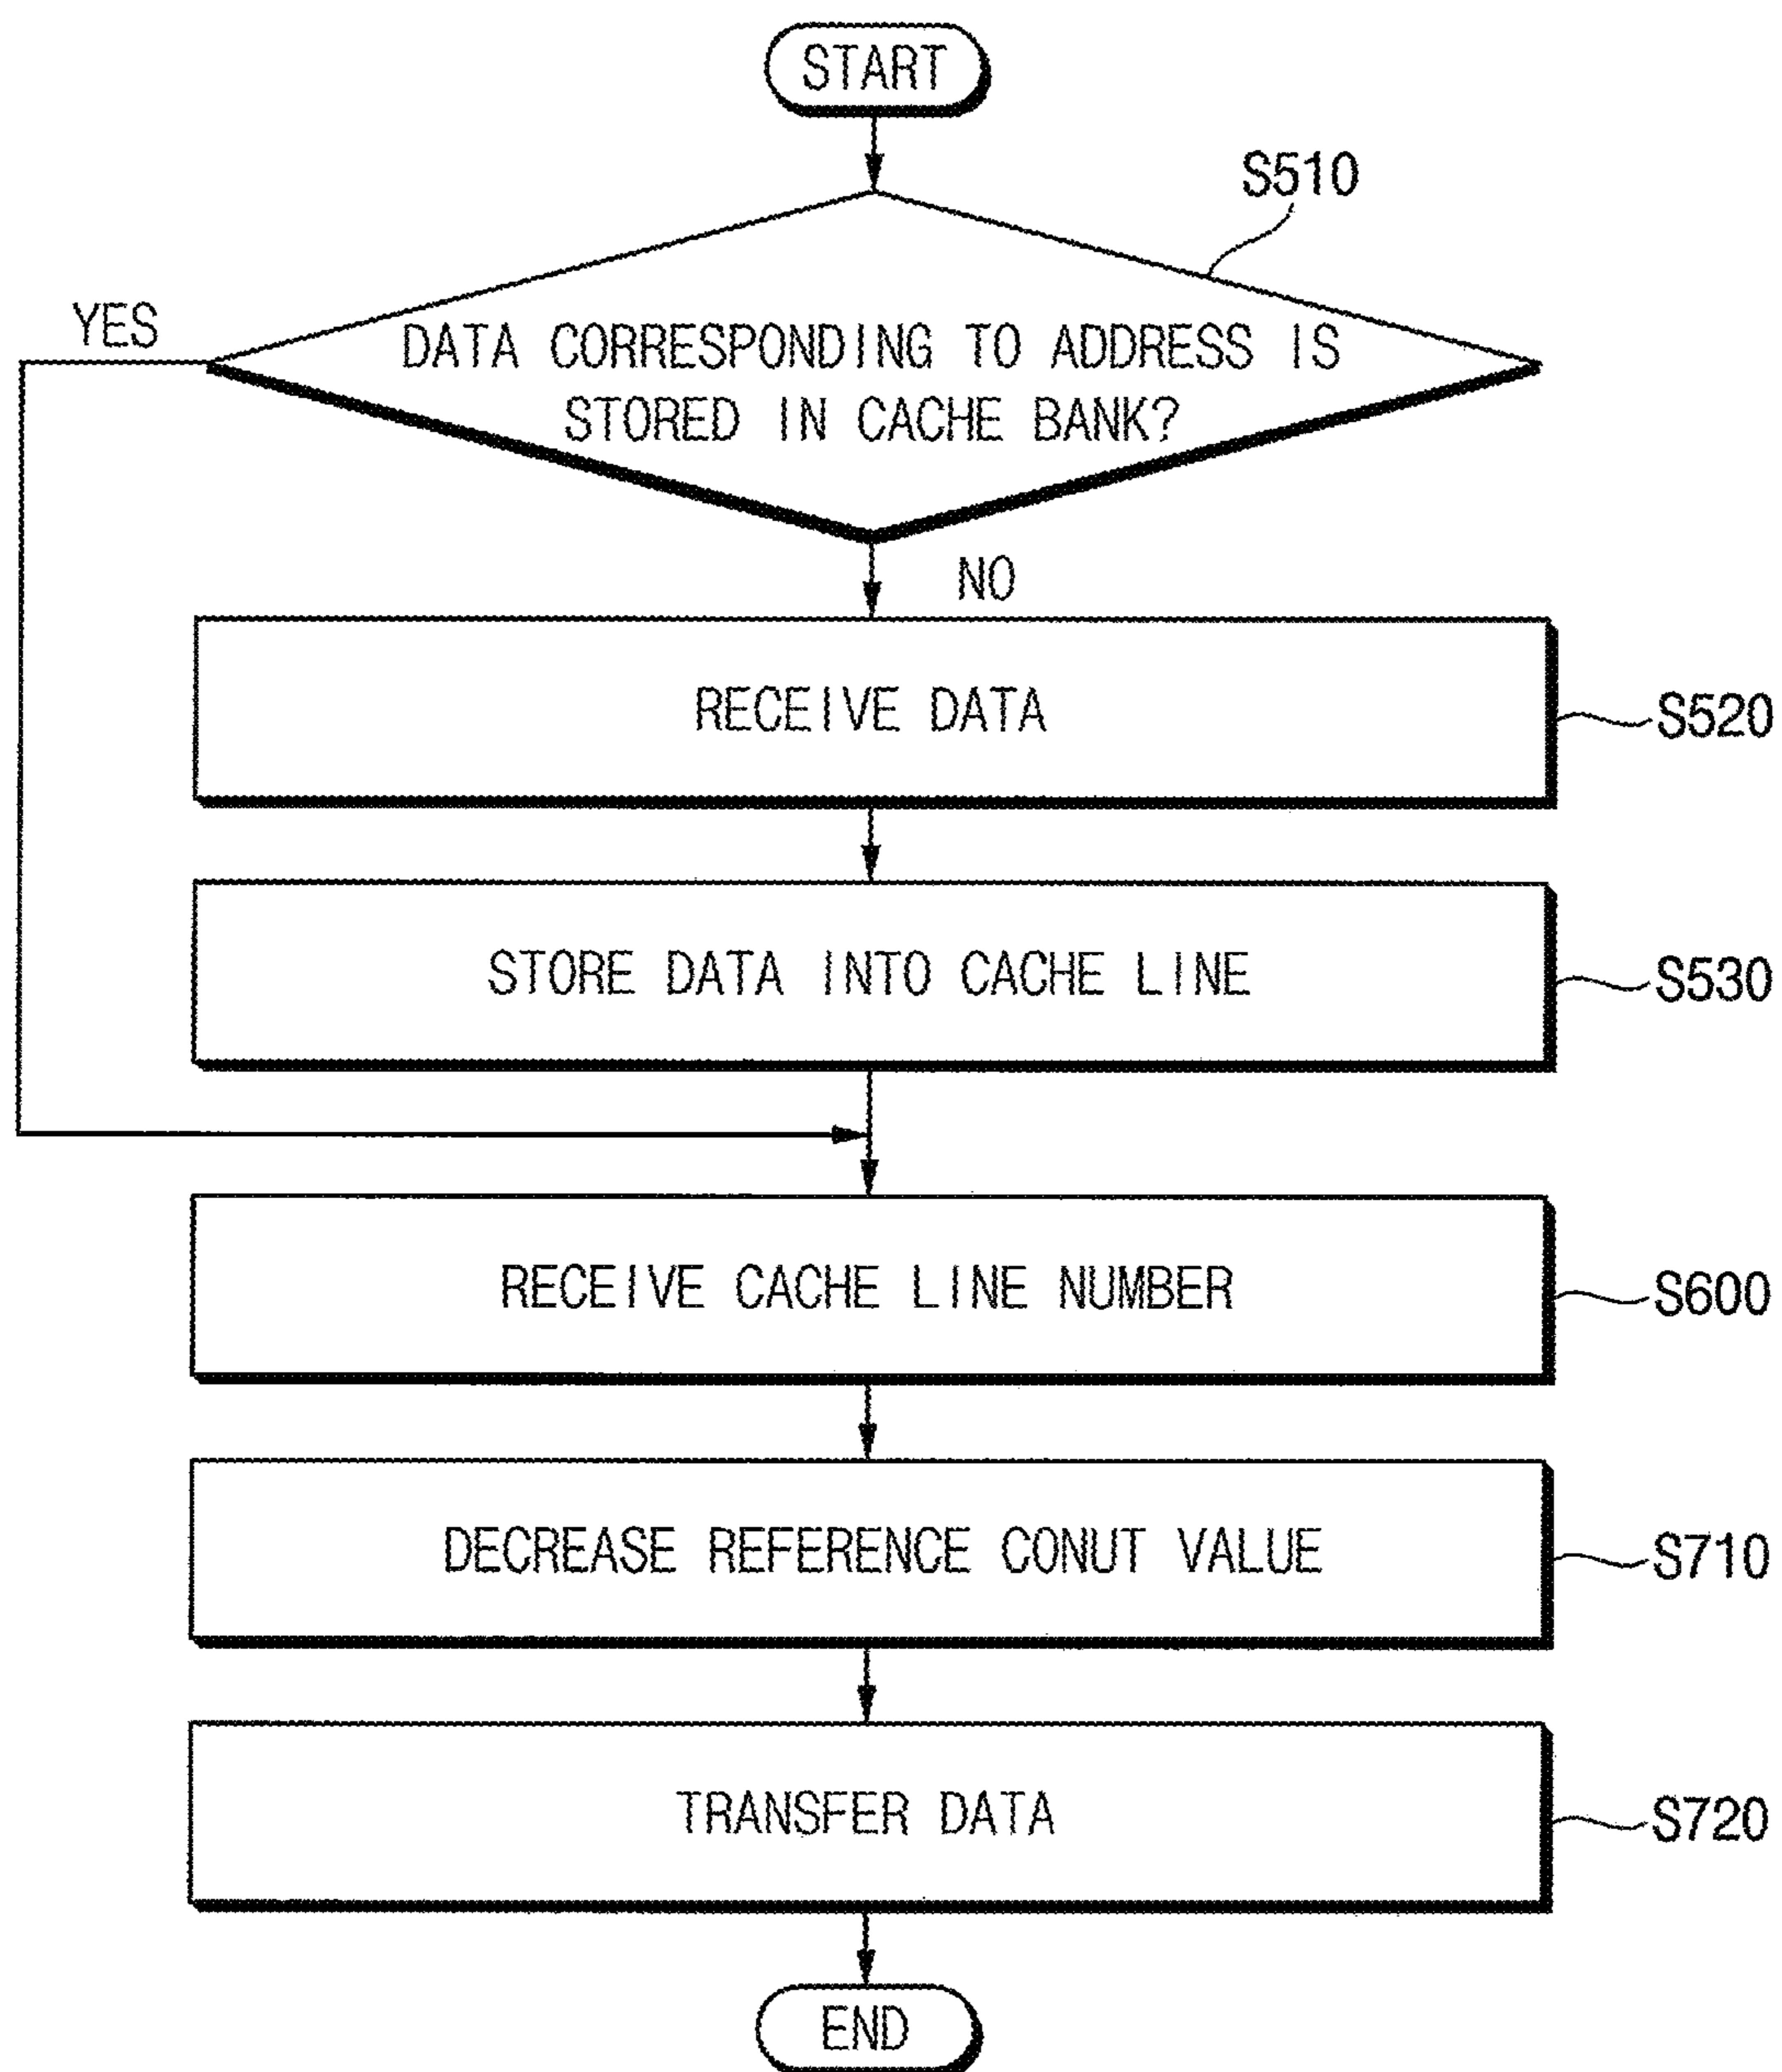 START
S510
YES
DATA CORRESPONDING TO ADDRESS IS
STORED IN CACHE BANK?
NO
RECEIVE DATA
S520
STORE DATA INTO CACHE LINE
S530
RECEIVE CACHE LINE NUMBER
S600
DECREASE REFERENCE CONUT VALUE
S710
TRANSFER DATA
S720
END